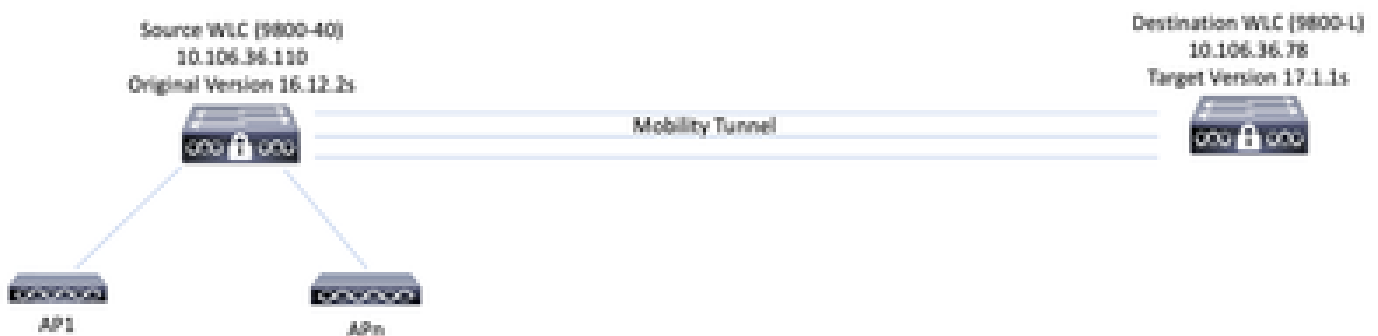 Source WLC (9800-40)
10.106.36.110
Original Version 16.12.2s
Destination WLC (9800-L)
10.106.36.78
Target Version 17.1.1s
Mobility Tunnel
AP1
APn